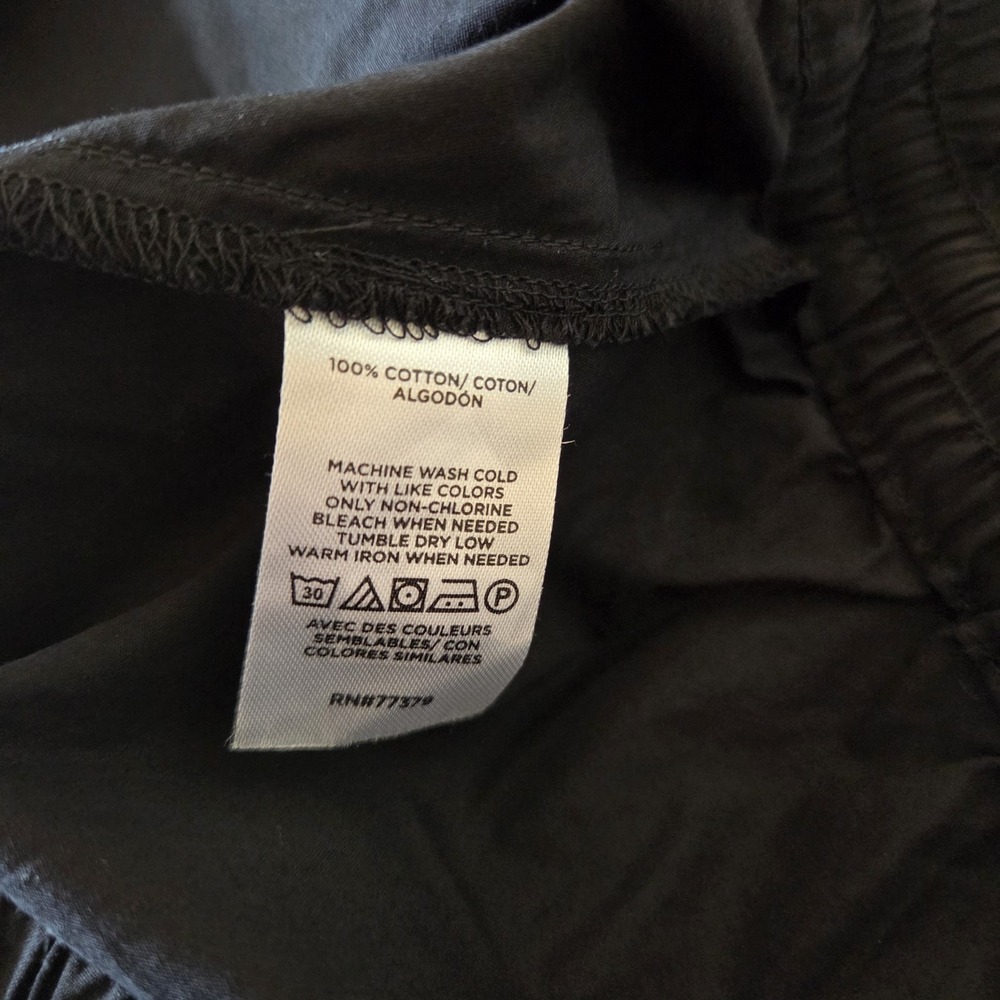 100% COTTON/ COTON/
ALGODÓN
MACHINE WASH COLD
WITH LIKE COLORS
ONLY NON-CHLORINE
BLEACH WHEN NEEDED
TUMBLE DRY LOW
WARM IRON WHEN NEEDED
30 P
AVEC DES COULEURS
SEMBLABLES/ CON
COLORES SIMILARES
RN#77379